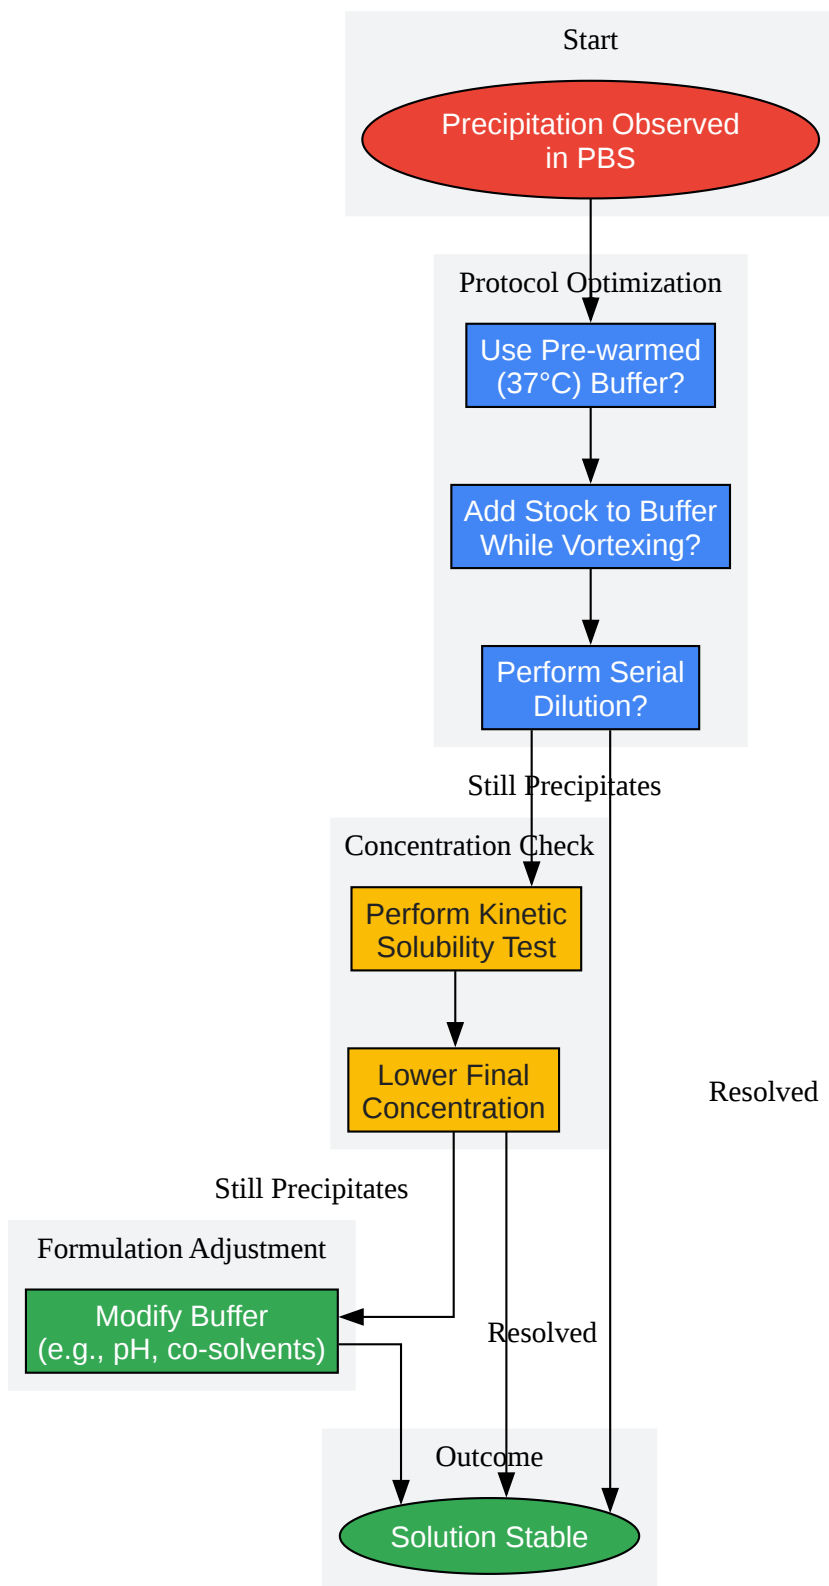 Start
Precipitation Observed
in PBS
Protocol Optimization
Use Pre-warmed
(37°C) Buffer?
Add Stock to Buffer
While Vortexing?
Perform Serial
Dilution?
Still Precipitates
Concentration Check
Perform Kinetic
Solubility Test
Lower Final
Concentration
Resolved
Still Precipitates
Formulation Adjustment
Modify Buffer
(e.g., pH, co-solvents)
Resolved
Outcome
Solution Stable